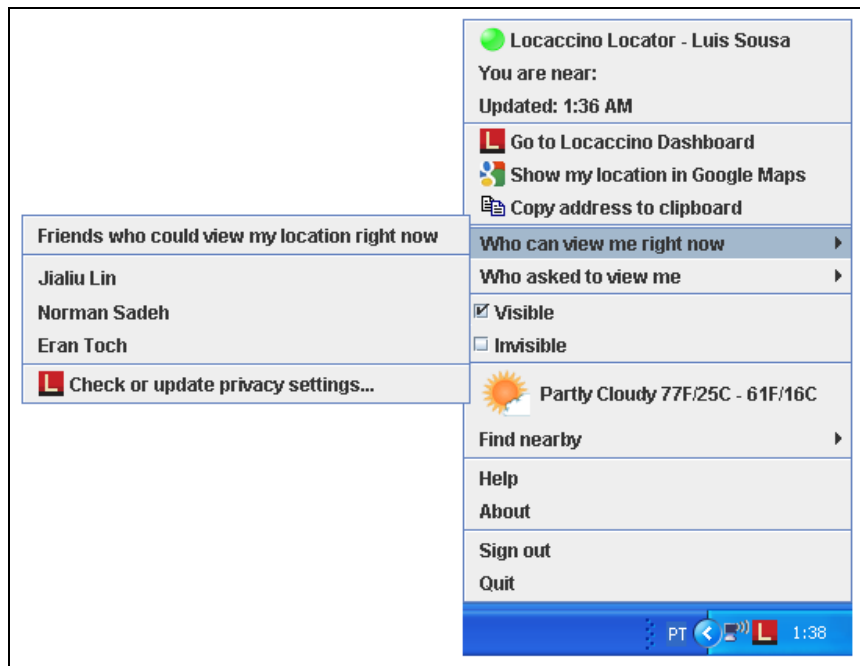 Locaccino Locator - Luis Sousa
You are near:
Updated: 1:36 AM
Go to Locaccino Dashboard
Show my location in Google Maps
Copy address to clipboard
Who can view me right now
Who asked to view me
Visible
Invisible
Partly Cloudy 77F/25C - 61F/16C
Find nearby
Help
About
Sign out
Quit
Friends who could view my location right now
Jialiu Lin
Norman Sadeh
Eran Toch
L Check or update privacy settings...
PT L 1:38